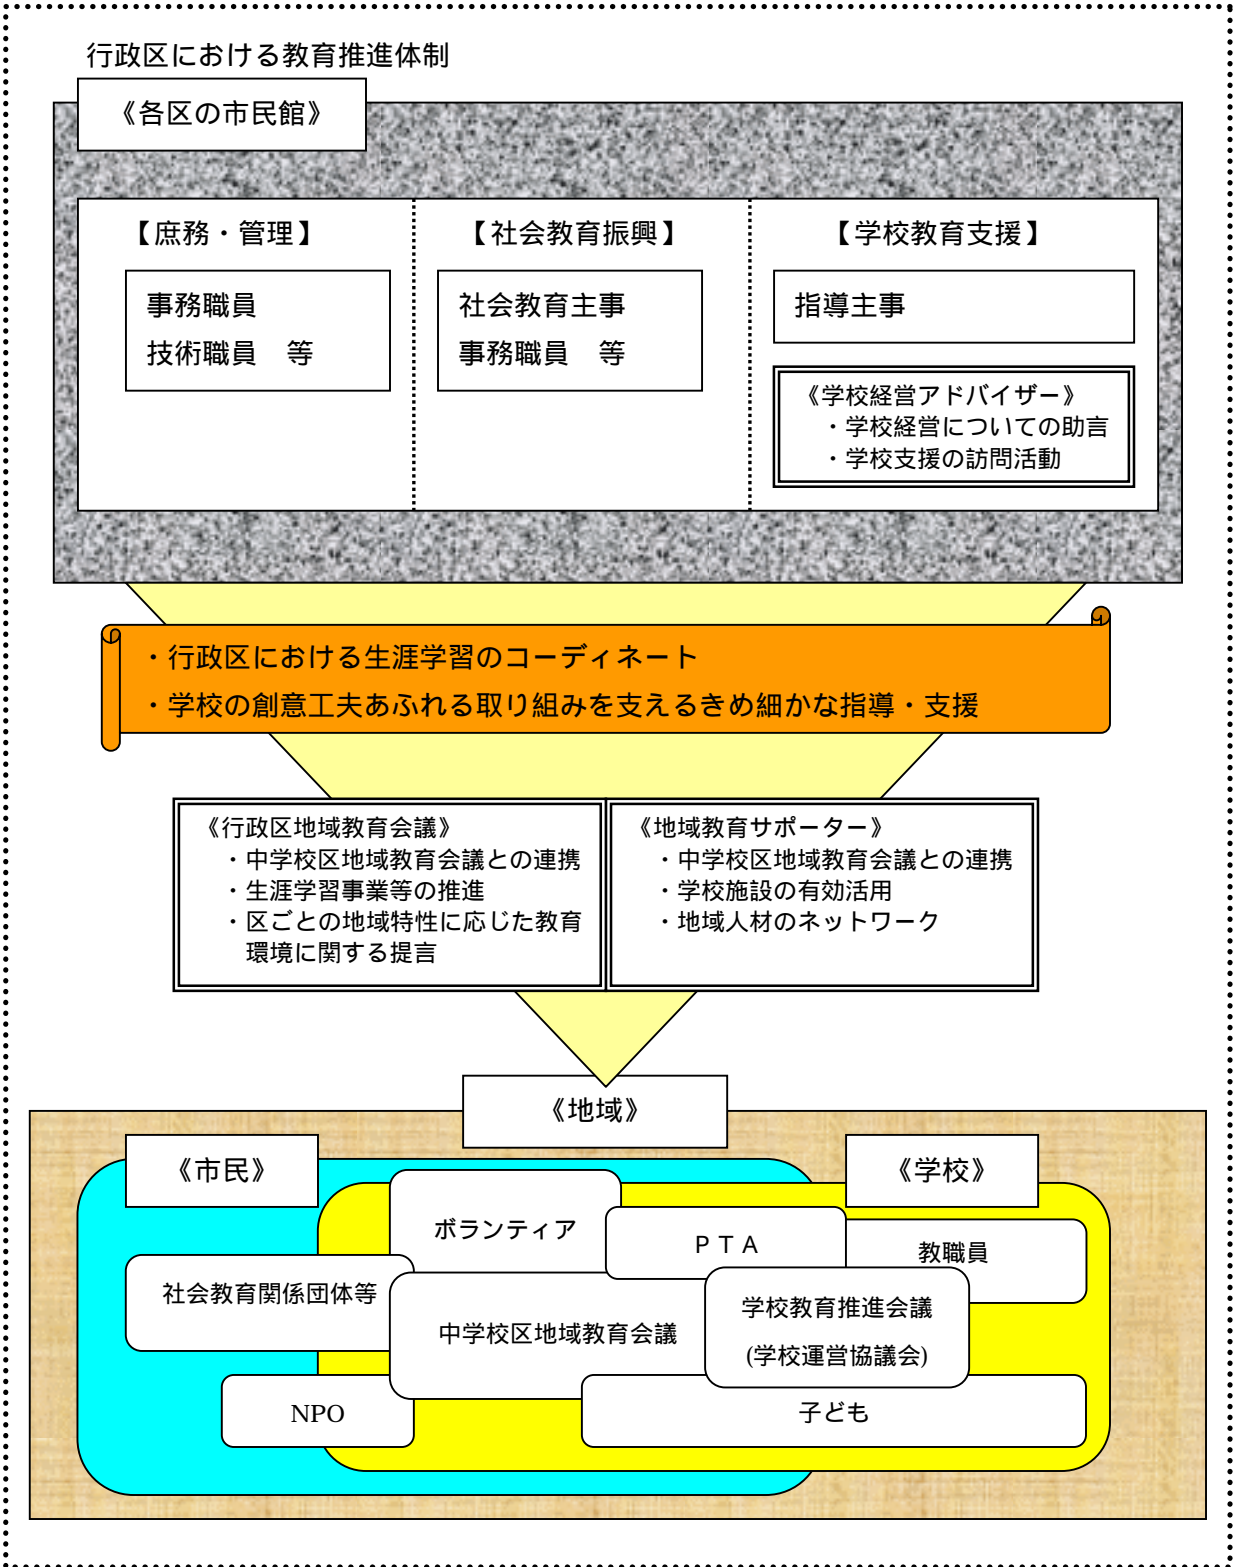 行政区における教育推進体制
《各区の市民館》
【庶務・管理】
事務職員
技術職員　等
【社会教育振興】
社会教育主事
事務職員　等
【学校教育支援】
指導主事
《学校経営アドバイザー》
・学校経営についての助言
・学校支援の訪問活動
・行政区における生涯学習のコーディネート
・学校の創意工夫あふれる取り組みを支えるきめ細かな指導・支援
《行政区地域教育会議》
・中学校区地域教育会議との連携
・生涯学習事業等の推進
・区ごとの地域特性に応じた教育
環境に関する提言
《地域教育サポーター》
・中学校区地域教育会議との連携
・学校施設の有効活用
・地域人材のネットワーク
《地域》
《市民》
《学校》
ボランティア
ＰＴＡ
教職員
社会教育関係団体等
中学校区地域教育会議
学校教育推進会議
(学校運営協議会)
NPO
子ども